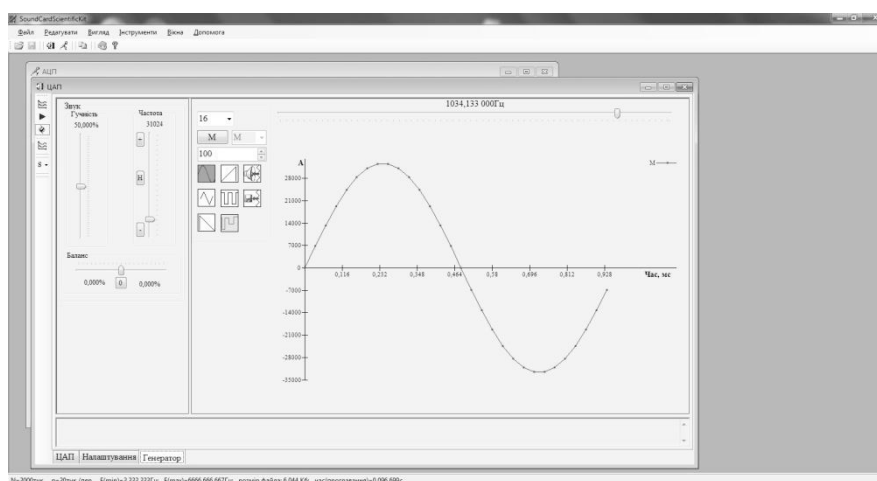 SoundCardScientificKit
Файл Редагувати Вигляд Інструменти Вікна Допомога
АЦП
ЦАП
Звук
Гучність Частота
50,000% 31024
+
H
-
S
Баланс
0,000% 0 0,000%
16
M M
100
1034,133 000Гц
A
M
28000
21000
14000
7000
0
0,116 0,232 0,348 0,464 0,58 0,696 0,812 0,928 Час, мс
-7000
-14000
-21000
-28000
-35000
ЦАП Налаштування Генератор